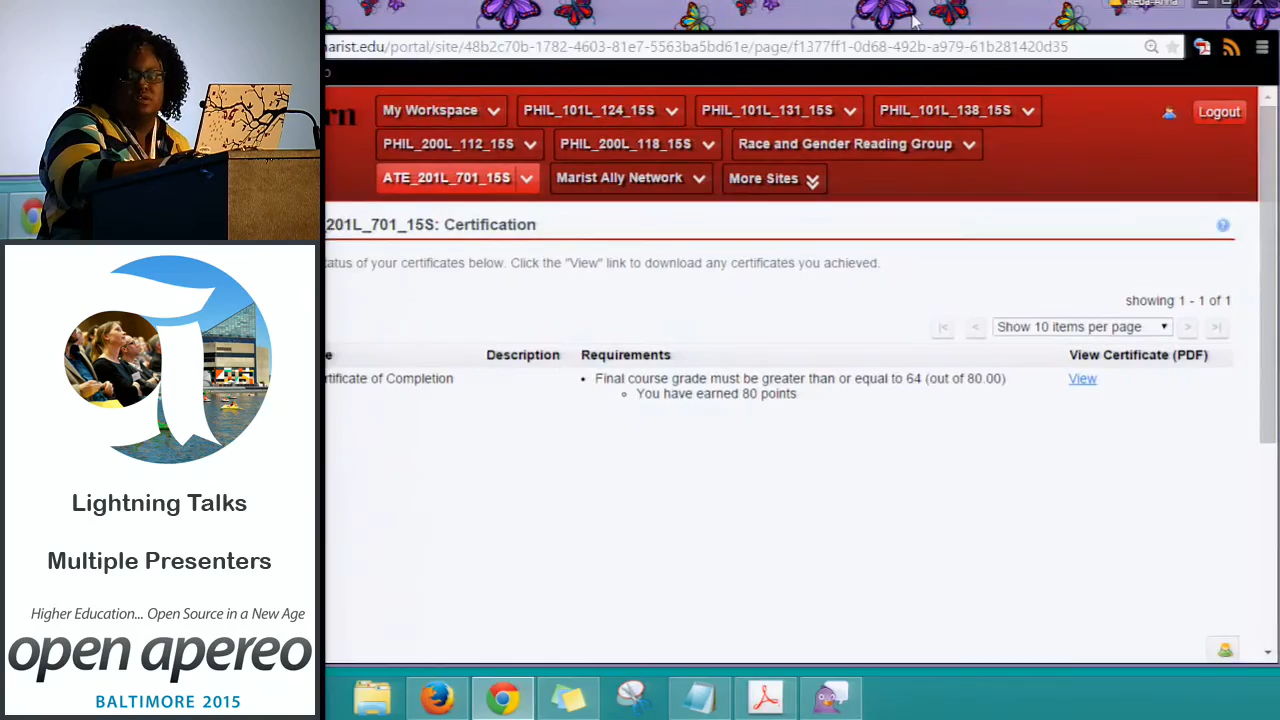 marist.edu/portal/site/48b2c70b-1782-4603-81e7-5563ba5bd61e/page/f1377ff1-0d68-492b-a979-61b281420d35
My Workspace
PHIL_101L_124_15S
PHIL_101L_131_15S
PHIL_101L_138_15S
Logout
PHIL_200L_112_15S
PHIL_200L_118_15S
Race and Gender Reading Group
ATE_201L_701_15S
Marist Ally Network
More Sites
_201L_701_15S: Certification
tatus of your certificates below. Click the "View" link to download any certificates you achieved.
showing 1 - 1 of 1
|< < Show 10 items per page > >|
e
Description
Requirements
View Certificate (PDF)
rtificate of Completion
• Final course grade must be greater than or equal to 64 (out of 80.00)
View
You have earned 80 points
Lightning Talks
Multiple Presenters
Higher Education... Open Source in a New Age
open apereo
BALTIMORE 2015